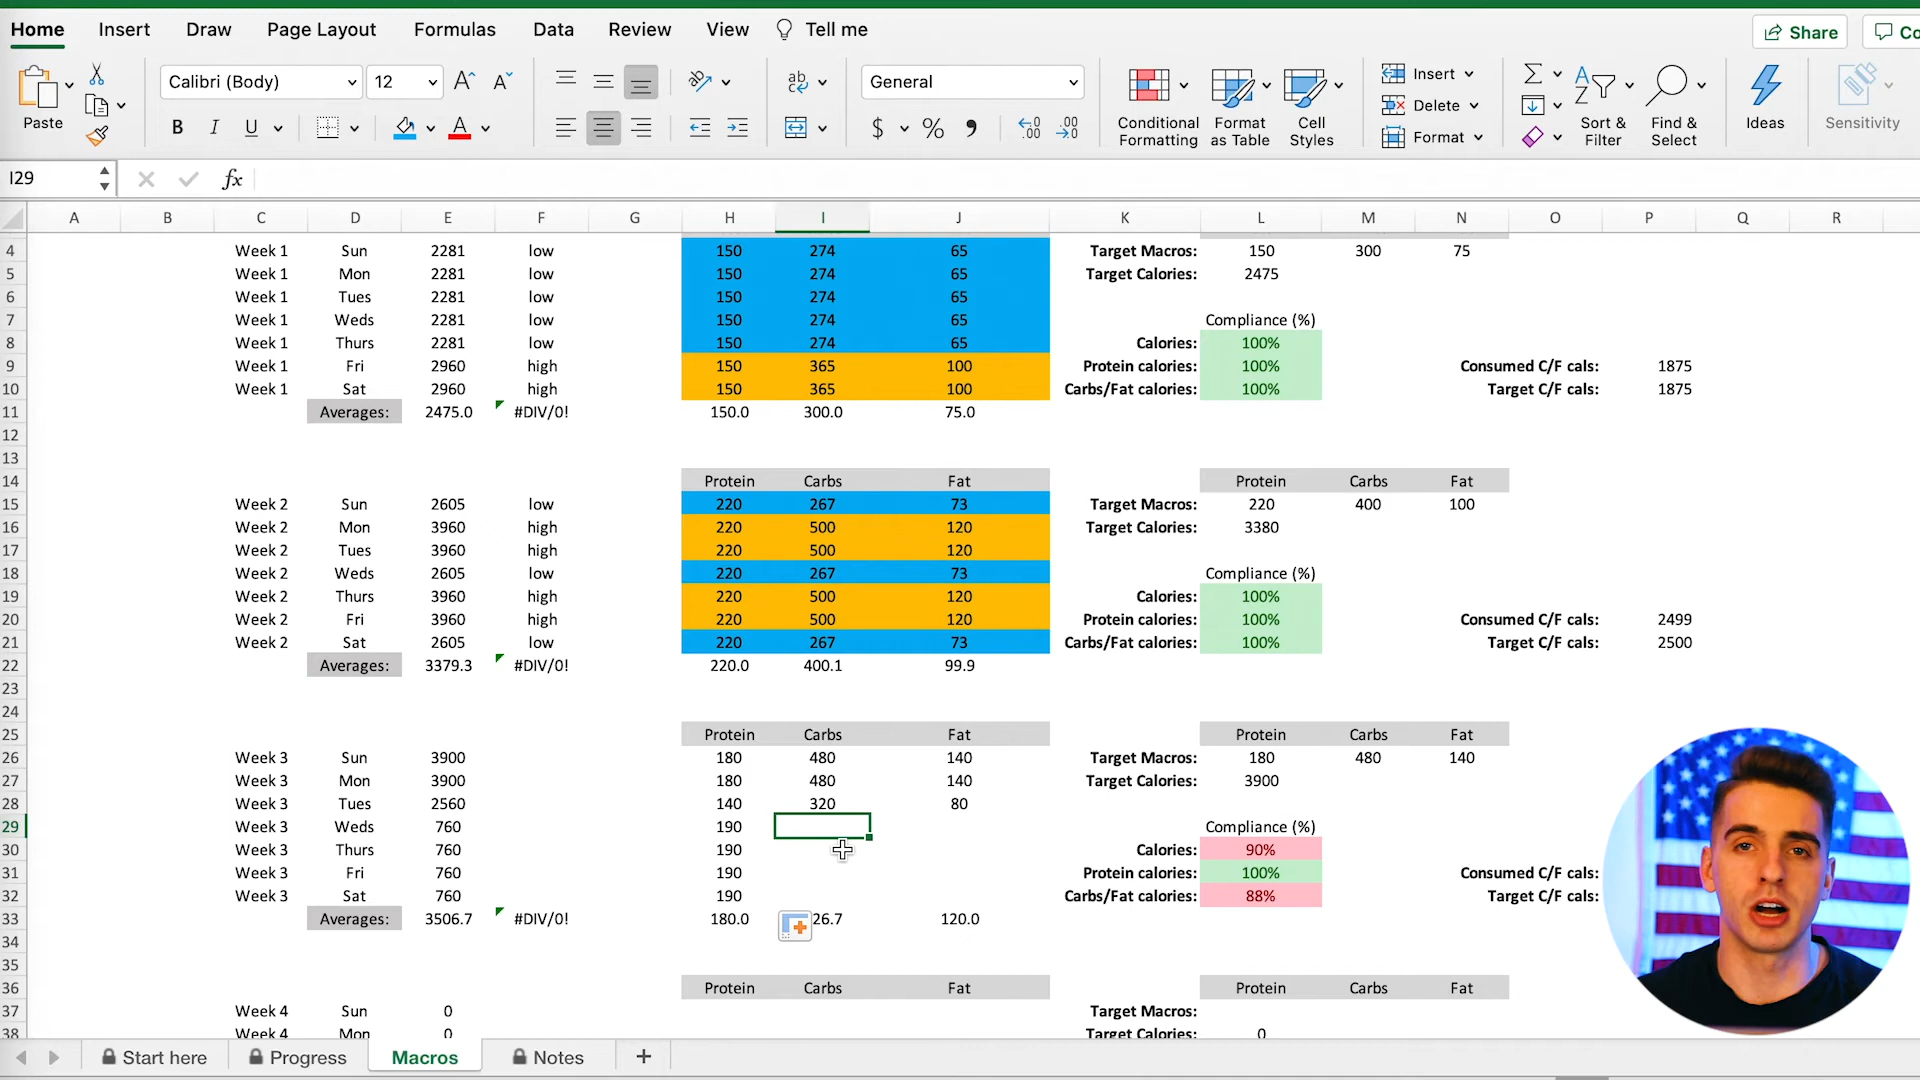 Home Insert Draw Page Layout Formulas Data Review View Tell me Share Co
Paste Calibri (Body) 12 General Conditional Formatting Format as Table Cell Styles Insert Delete Format Sort & Filter Find & Select Ideas Sensitivity
I29 fx
A B C D E F G H I J K L M N O P Q R
4 Week 1 Sun 2281 low 150 274 65 Target Macros: 150 300 75
5 Week 1 Mon 2281 low 150 274 65 Target Calories: 2475
6 Week 1 Tues 2281 low 150 274 65
7 Week 1 Weds 2281 low 150 274 65 Compliance (%)
8 Week 1 Thurs 2281 low 150 274 65 Calories: 100%
9 Week 1 Fri 2960 high 150 365 100 Protein calories: 100% Consumed C/F cals: 1875
10 Week 1 Sat 2960 high 150 365 100 Carbs/Fat calories: 100% Target C/F cals: 1875
11 Averages: 2475.0 #DIV/0! 150.0 300.0 75.0
12
13
14 Protein Carbs Fat Protein Carbs Fat
15 Week 2 Sun 2605 low 220 267 73 Target Macros: 220 400 100
16 Week 2 Mon 3960 high 220 500 120 Target Calories: 3380
17 Week 2 Tues 3960 high 220 500 120
18 Week 2 Weds 2605 low 220 267 73 Compliance (%)
19 Week 2 Thurs 3960 high 220 500 120 Calories: 100%
20 Week 2 Fri 3960 high 220 500 120 Protein calories: 100% Consumed C/F cals: 2499
21 Week 2 Sat 2605 low 220 267 73 Carbs/Fat calories: 100% Target C/F cals: 2500
22 Averages: 3379.3 #DIV/0! 220.0 400.1 99.9
23
24
25 Protein Carbs Fat Protein Carbs Fat
26 Week 3 Sun 3900 180 480 140 Target Macros: 180 480 140
27 Week 3 Mon 3900 180 480 140 Target Calories: 3900
28 Week 3 Tues 2560 140 320 80
29 Week 3 Weds 760 190 Compliance (%)
30 Week 3 Thurs 760 190 Calories: 90%
31 Week 3 Fri 760 190 Protein calories: 100% Consumed C/F cals:
32 Week 3 Sat 760 190 Carbs/Fat calories: 88% Target C/F cals:
33 Averages: 3506.7 #DIV/0! 180.0 26.7 120.0
34
35
36 Protein Carbs Fat Protein Carbs Fat
37 Week 4 Sun 0 Target Macros:
38 Week 4 Mon 0 Target Calories: 0
Start here Progress Macros Notes